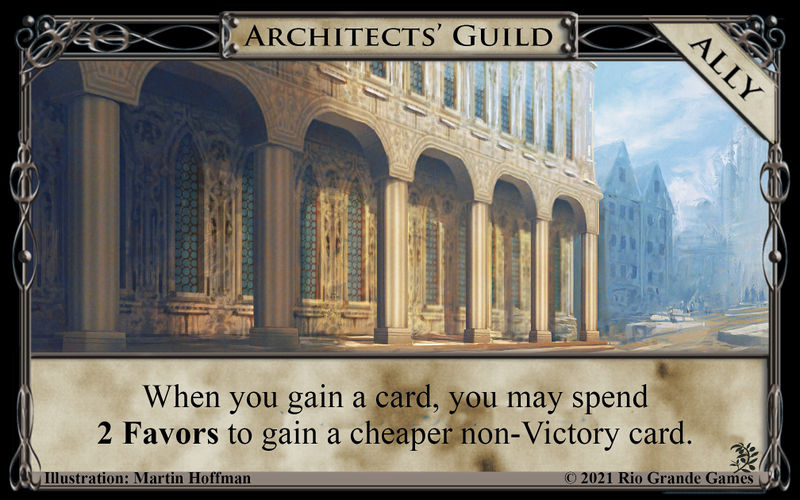 ARCHITECTS' GUILD
ALLY
When you gain a card, you may spend
2 Favors to gain a cheaper non-Victory card.
Illustration: Martin Hoffman
© 2021 Rio Grande Games